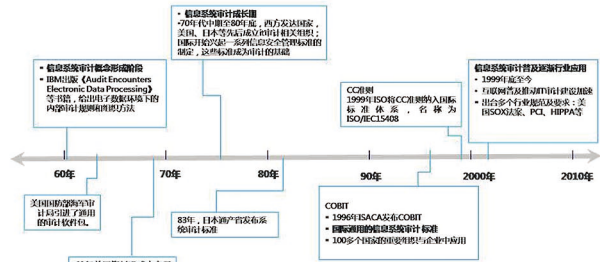 • 信息系统审计成长期
•70年代中期至80年底，西方发达国家，
美国、日本等先后成立it审计相关组织；
国际开始兴起一系列信息安全管理标准的
制定，这些标准成为审计的基础
• 信息系统审计概念形成阶段
• IBM出版《Audit Encounters
Electronic Data Processing》
等书籍，给出电子数据环境下的
内部审计规则和组织方法
CC准则
1999年ISO将CC准则纳入国际
标准体系，名称为
ISO/IEC15408
信息系统审计普及逐渐行业应用
• 1999年底至今
• 互联网普及推动IT审计建设加速
• 出台多个行业规范及要求：美
国SOX法案、PCI、HIPPA等
60年
70年
80年
90年
2000年
2010年
美国国防部海军审
计局引进了通用
的审计软件包。
83年，日本通产省发布系
统审计标准
COBIT
• 1996年ISACA发布COBIT
• 国际通用的信息系统审计标准
• 100多个国家的重要组织与企业中应用